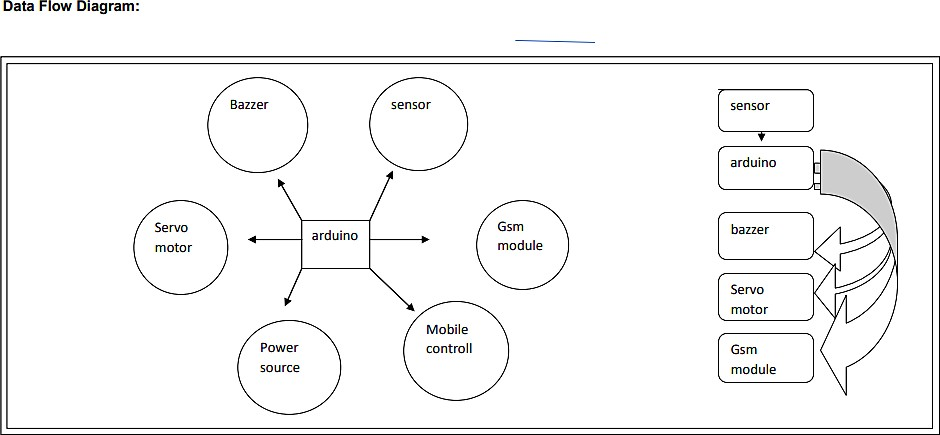 Data Flow Diagram:
Bazzer
sensor
Servo
motor
arduino
Gsm
module
Power
source
Mobile
controll
sensor
arduino
bazzer
Servo
motor
Gsm
module